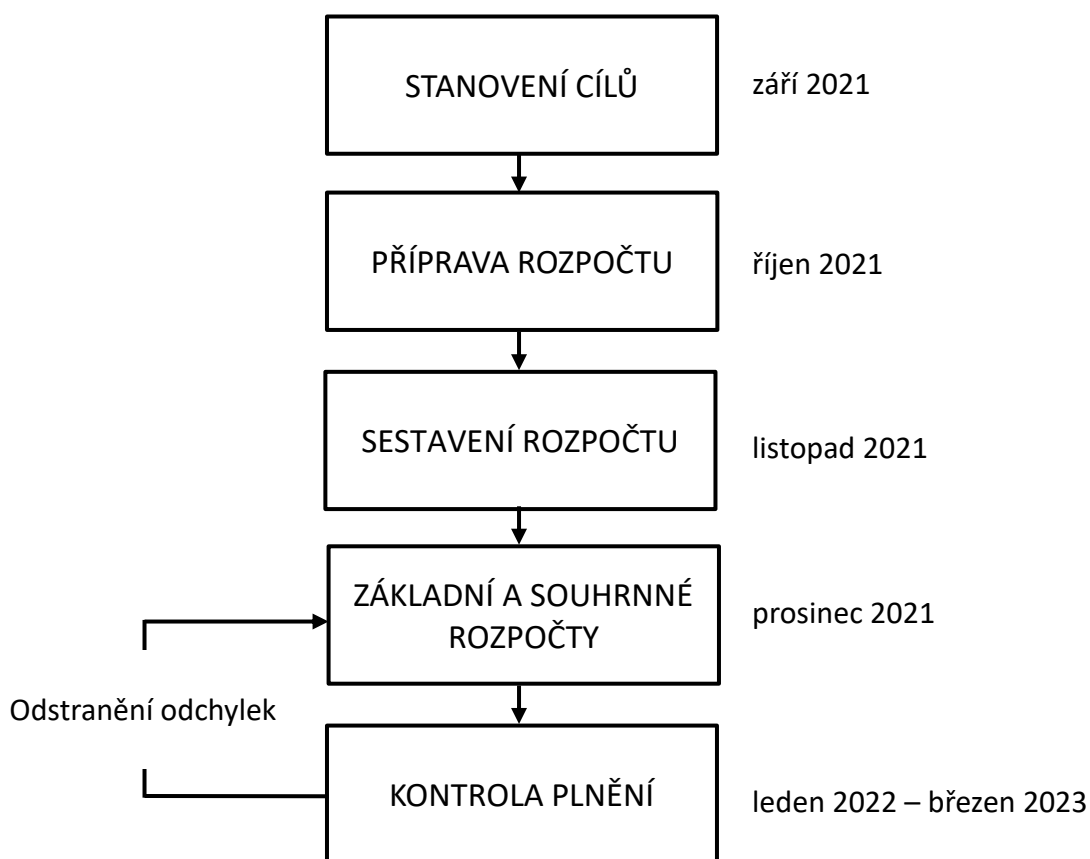 STANOVENÍ CÍLŮ
září 2021
PŘÍPRAVA ROZPOČTU
říjen 2021
SESTAVENÍ ROZPOČTU
listopad 2021
ZÁKLADNÍ A SOUHRNNÉ
ROZPOČTY
prosinec 2021
Odstranění odchylek
KONTROLA PLNĚNÍ
leden 2022 – březen 2023